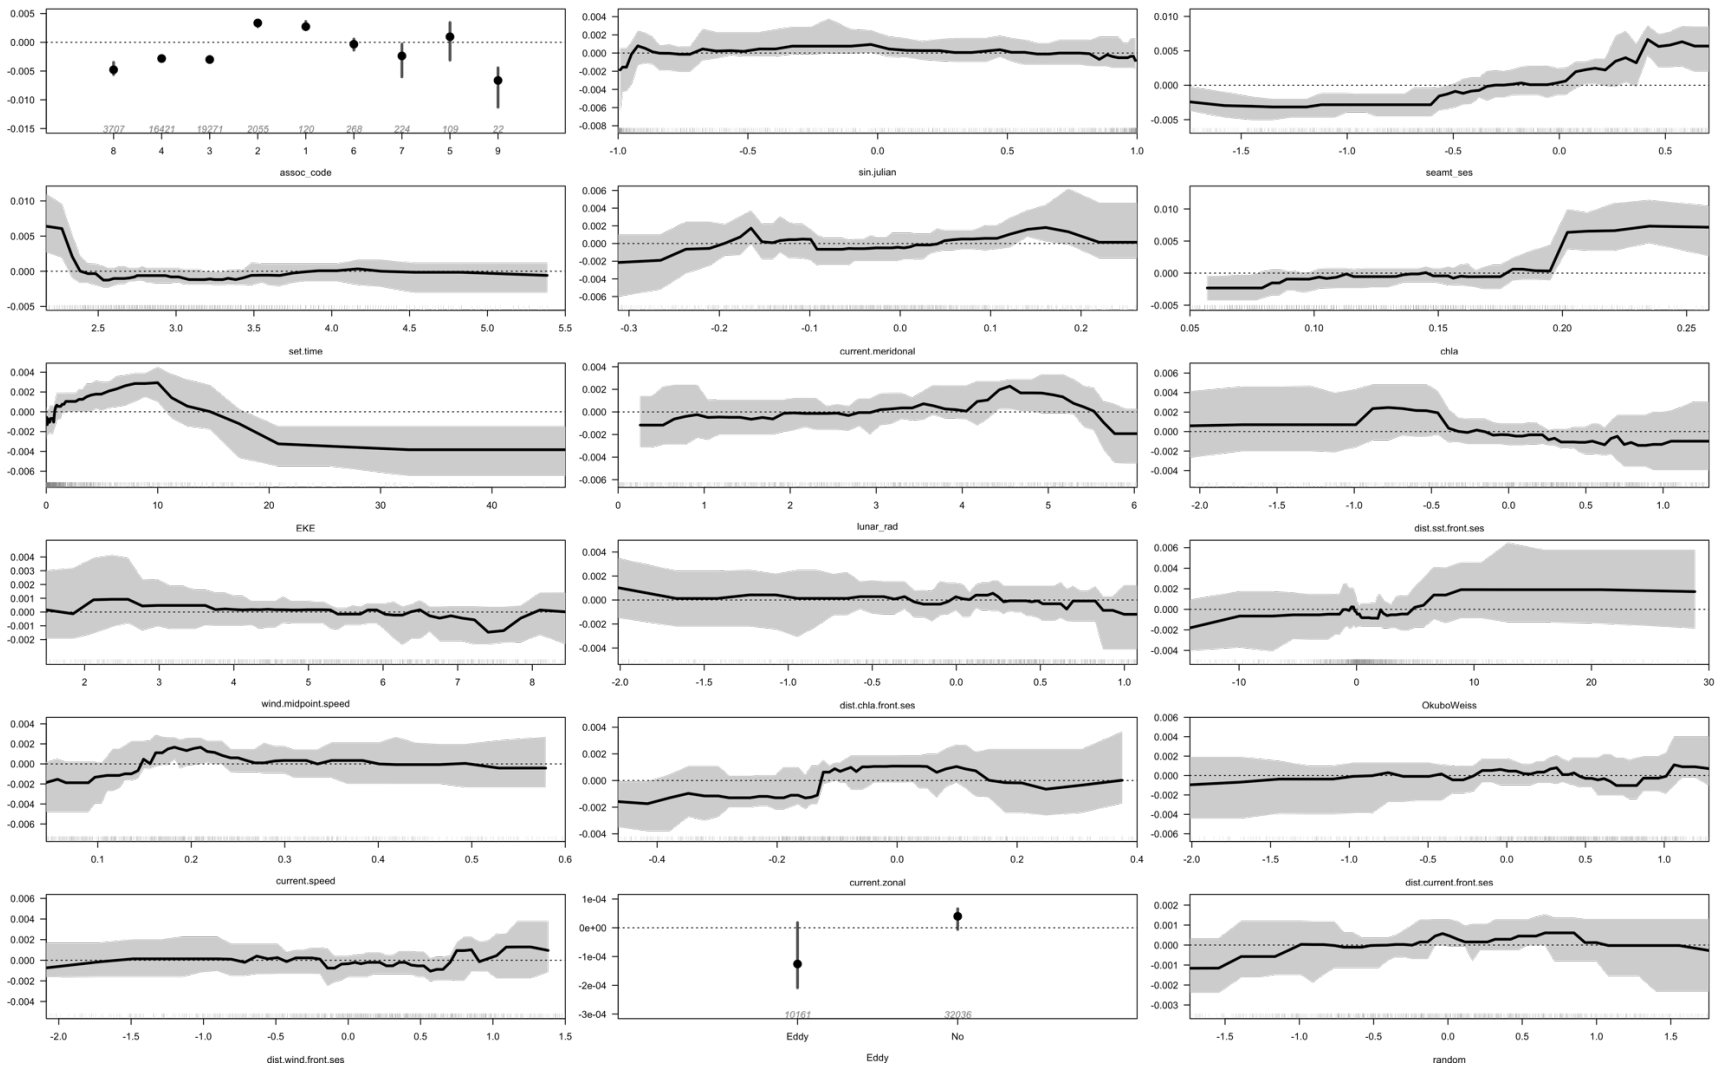 0.005 0.000 -0.005 -0.010 -0.015
3707 16421 19271 2055 120 268 224 109 22
8 4 3 2 1 6 7 5 9
assoc_code
0.004 0.002 0.000 -0.002 -0.004 -0.006 -0.008
-1.0 -0.5 0.0 0.5 1.0
sin.julian
0.010 0.005 0.000 -0.005
-1.5 -1.0 -0.5 0.0 0.5
seamt_ses
0.010 0.005 0.000 -0.005
2.5 3.0 3.5 4.0 4.5 5.0 5.5
set.time
0.006 0.004 0.002 0.000 -0.002 -0.004 -0.006
-0.3 -0.2 -0.1 0.0 0.1 0.2
current.meridonal
0.010 0.005 0.000 -0.005
0.05 0.10 0.15 0.20 0.25
chla
0.004 0.002 0.000 -0.002 -0.004 -0.006
0 10 20 30 40
EKE
0.004 0.002 0.000 -0.002 -0.004 -0.006
0 1 2 3 4 5 6
lunar_rad
0.006 0.004 0.002 0.000 -0.002 -0.004
-2.0 -1.5 -1.0 -0.5 0.0 0.5 1.0
dist.sst.front.ses
0.004 0.003 0.002 0.001 0.000 -0.001 -0.002
2 3 4 5 6 7 8
wind.midpoint.speed
0.004 0.002 0.000 -0.002 -0.004
-2.0 -1.5 -1.0 -0.5 0.0 0.5 1.0
dist.chla.front.ses
0.006 0.004 0.002 0.000 -0.002 -0.004
-10 0 10 20 30
OkuboWeiss
0.004 0.002 0.000 -0.002 -0.004 -0.006
0.1 0.2 0.3 0.4 0.5 0.6
current.speed
0.004 0.002 0.000 -0.002 -0.004
-0.4 -0.2 0.0 0.2 0.4
current.zonal
0.006 0.004 0.002 0.000 -0.002 -0.004 -0.006
-2.0 -1.5 -1.0 -0.5 0.0 0.5 1.0
dist.current.front.ses
0.006 0.004 0.002 0.000 -0.002 -0.004
-2.0 -1.5 -1.0 -0.5 0.0 0.5 1.0 1.5
dist.wind.front.ses
1e-04 0e+00 -1e-04 -2e-04 -3e-04
10161 32036
Eddy No
Eddy
0.002 0.001 0.000 -0.001 -0.002 -0.003
-1.5 -1.0 -0.5 0.0 0.5 1.0 1.5
random